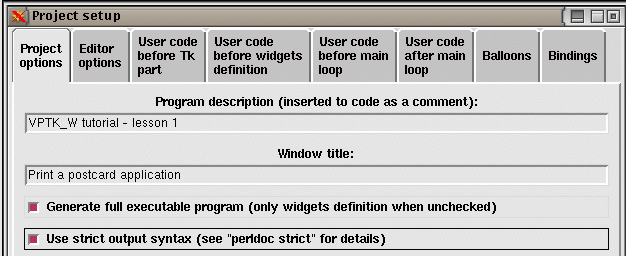 Project setup
Project options
Editor options
User code before Tk part
User code before widgets definition
User code before main loop
User code after main loop
Balloons
Bindings
Program description (inserted to code as a comment):
VPTK_W tutorial - lesson 1
Window title:
Print a postcard application
Generate full executable program (only widgets definition when unchecked)
Use strict output syntax (see "perldoc strict" for details)